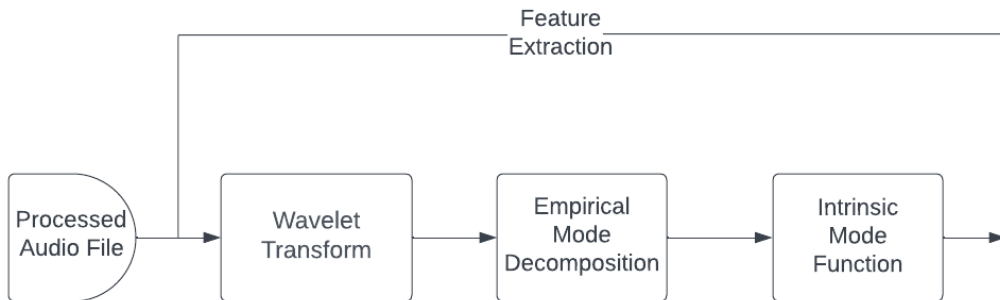 Feature
Extraction
Processed
Audio File
Wavelet
Transform
Empirical
Mode
Decomposition
Intrinsic
Mode
Function